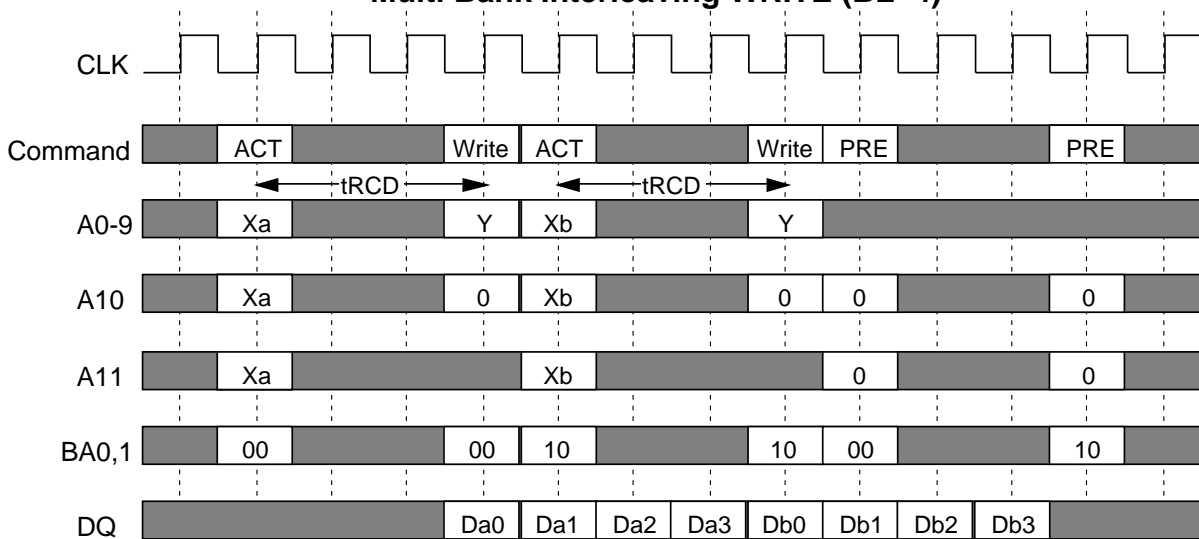 Multi Bank Interleaving WRITE (BL=4)
CLK
Command ACT Write ACT Write PRE PRE
tRCD tRCD
A0-9 Xa Y Xb Y
A10 Xa 0 Xb 0 0 0
A11 Xa Xb 0 0
BA0,1 00 00 10 10 00 10
DQ Da0 Da1 Da2 Da3 Db0 Db1 Db2 Db3